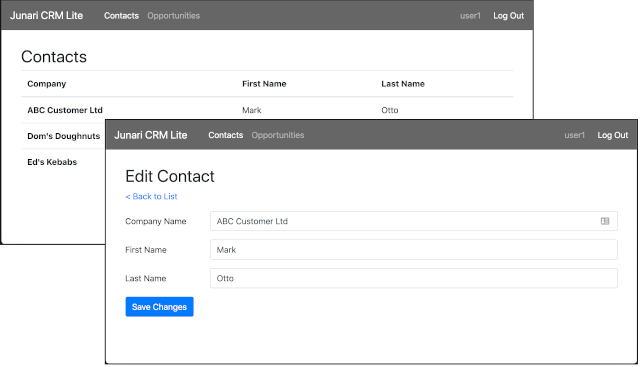 Junari CRM Lite Contacts Opportunities user1 Log Out
Contacts
Company First Name Last Name
ABC Customer Ltd Mark Otto
Dom's Doughnuts
Ed's Kebabs
Junari CRM Lite Contacts Opportunities user1 Log Out
Edit Contact
< Back to List
Company Name ABC Customer Ltd
First Name Mark
Last Name Otto
Save Changes